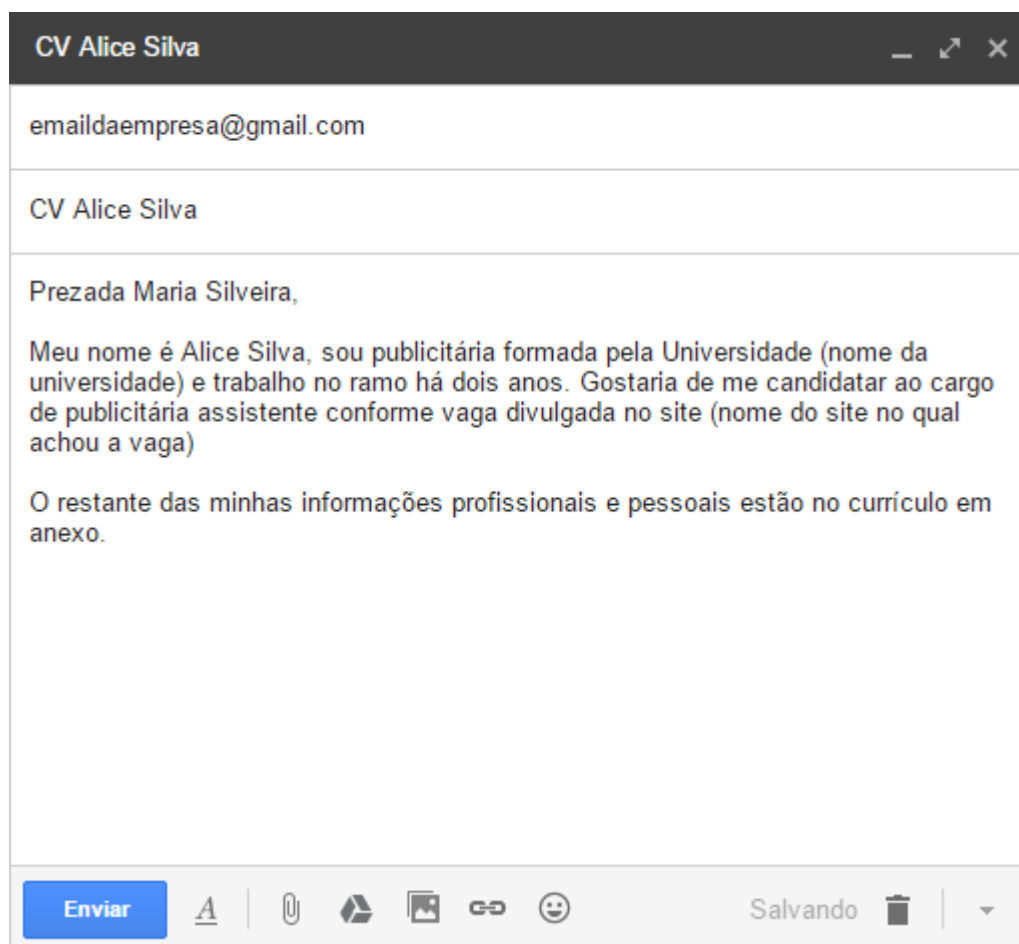 CV Alice Silva
emaildaempresa@gmail.com
CV Alice Silva
Prezada Maria Silveira,
Meu nome é Alice Silva, sou publicitária formada pela Universidade (nome da
universidade) e trabalho no ramo há dois anos. Gostaria de me candidatar ao cargo
de publicitária assistente conforme vaga divulgada no site (nome do site no qual
achou a vaga)
O restante das minhas informações profissionais e pessoais estão no currículo em
anexo.
Enviar A Salvando